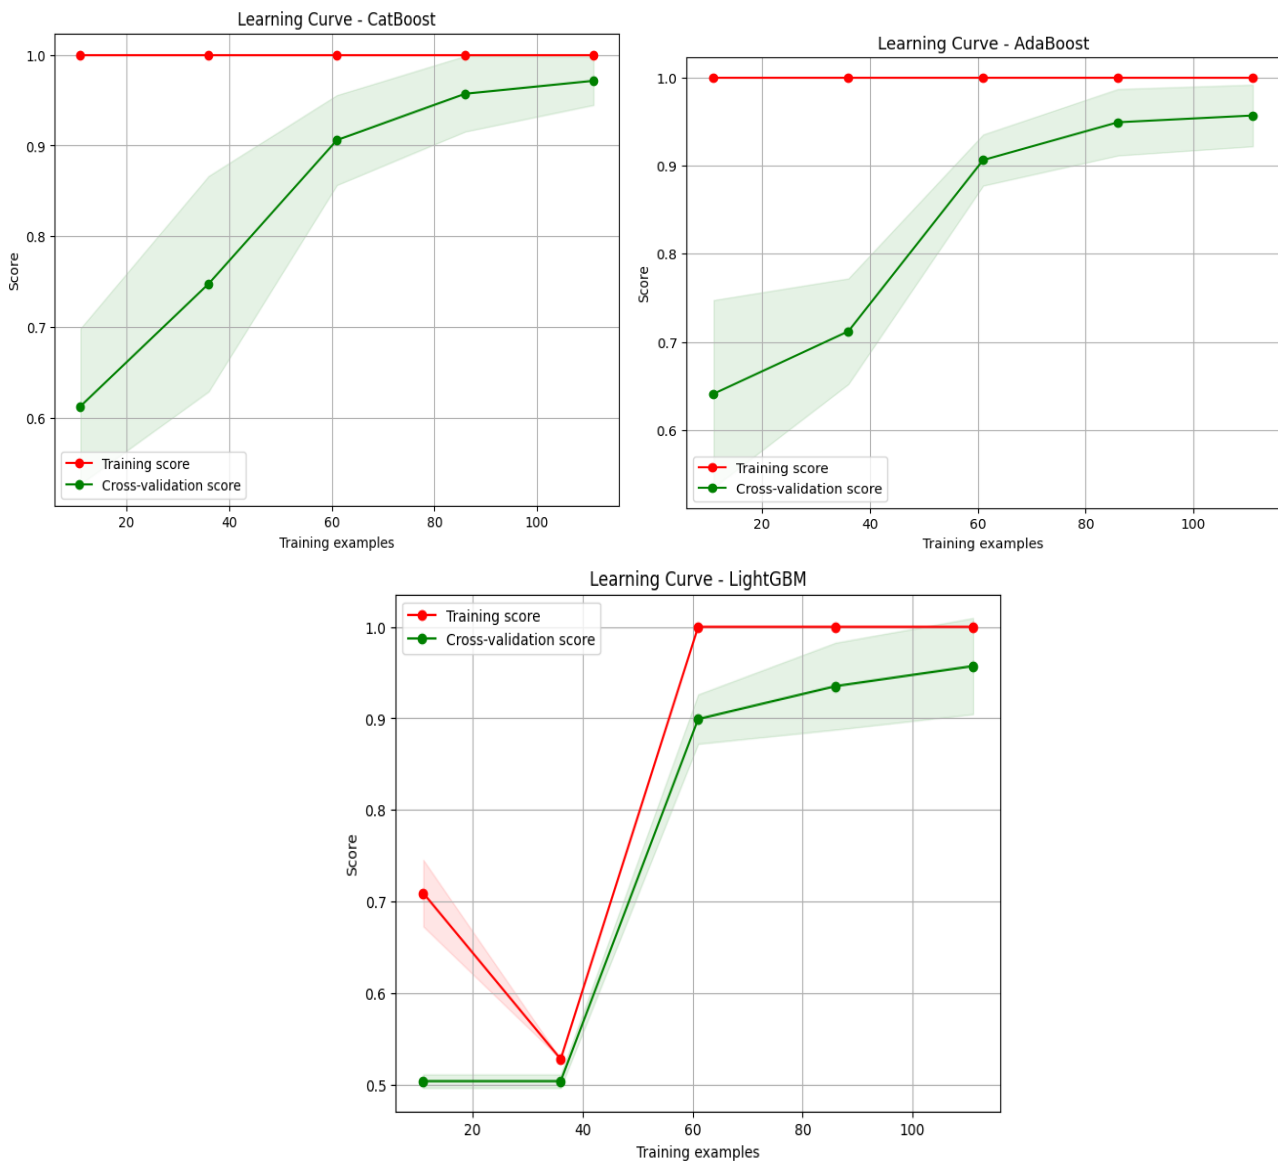 Learning Curve - CatBoost
1.0
0.9
0.8
0.7
0.6
Score
Training score
Cross-validation score
20 40 60 80 100
Training examples
Learning Curve - AdaBoost
1.0
0.9
0.8
0.7
0.6
Score
Training score
Cross-validation score
20 40 60 80 100
Training examples
Learning Curve - LightGBM
Training score
Cross-validation score
1.0
0.9
0.8
0.7
0.6
0.5
Score
20 40 60 80 100
Training examples